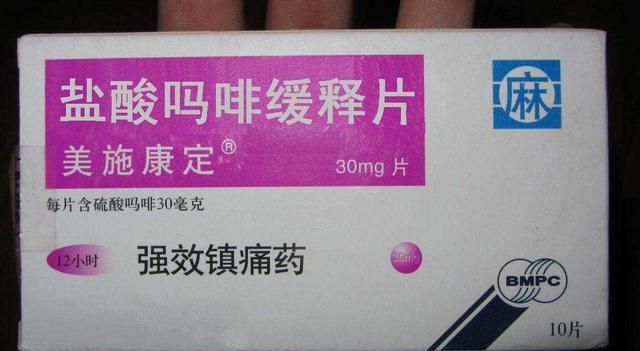 盐酸吗啡缓释片
麻
美施康定®
30mg 片
每片含硫酸吗啡30毫克
12小时
强效镇痛药
30mg
BMPC
10片